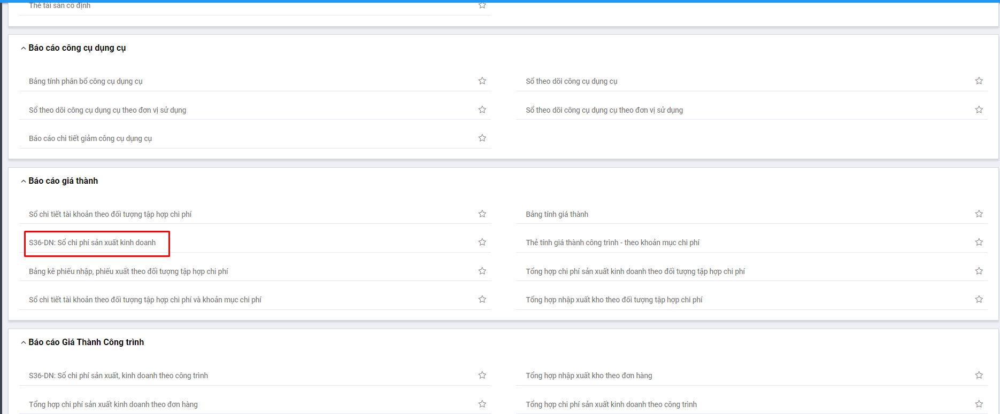 Thẻ tài sản cố định
Báo cáo công cụ dụng cụ
Bảng tính phân bổ công cụ dụng cụ
Sổ theo dõi công cụ dụng cụ
Sổ theo dõi công cụ dụng cụ theo đơn vị sử dụng
Sổ theo dõi công cụ dụng cụ theo đơn vị sử dụng
Báo cáo chi tiết giảm công cụ dụng cụ
Báo cáo giá thành
Sổ chi tiết tài khoản theo đối tượng tập hợp chi phí
Bảng tính giá thành
S36-DN: Sổ chi phí sản xuất kinh doanh
Thẻ tính giá thành công trình - theo khoản mục chi phí
Bảng kê phiếu nhập, phiếu xuất theo đối tượng tập hợp chi phí
Tổng hợp chi phí sản xuất kinh doanh theo đối tượng tập hợp chi phí
Sổ chi tiết tài khoản theo đối tượng tập hợp chi phí và khoản mục chi phí
Tổng hợp nhập xuất kho theo đối tượng tập hợp chi phí
Báo cáo Giá Thành Công trình
S36-DN: Sổ chi phí sản xuất, kinh doanh theo công trình
Tổng hợp nhập xuất kho theo đơn hàng
Tổng hợp chi phí sản xuất kinh doanh theo đơn hàng
Tổng hợp chi phí sản xuất kinh doanh theo công trình